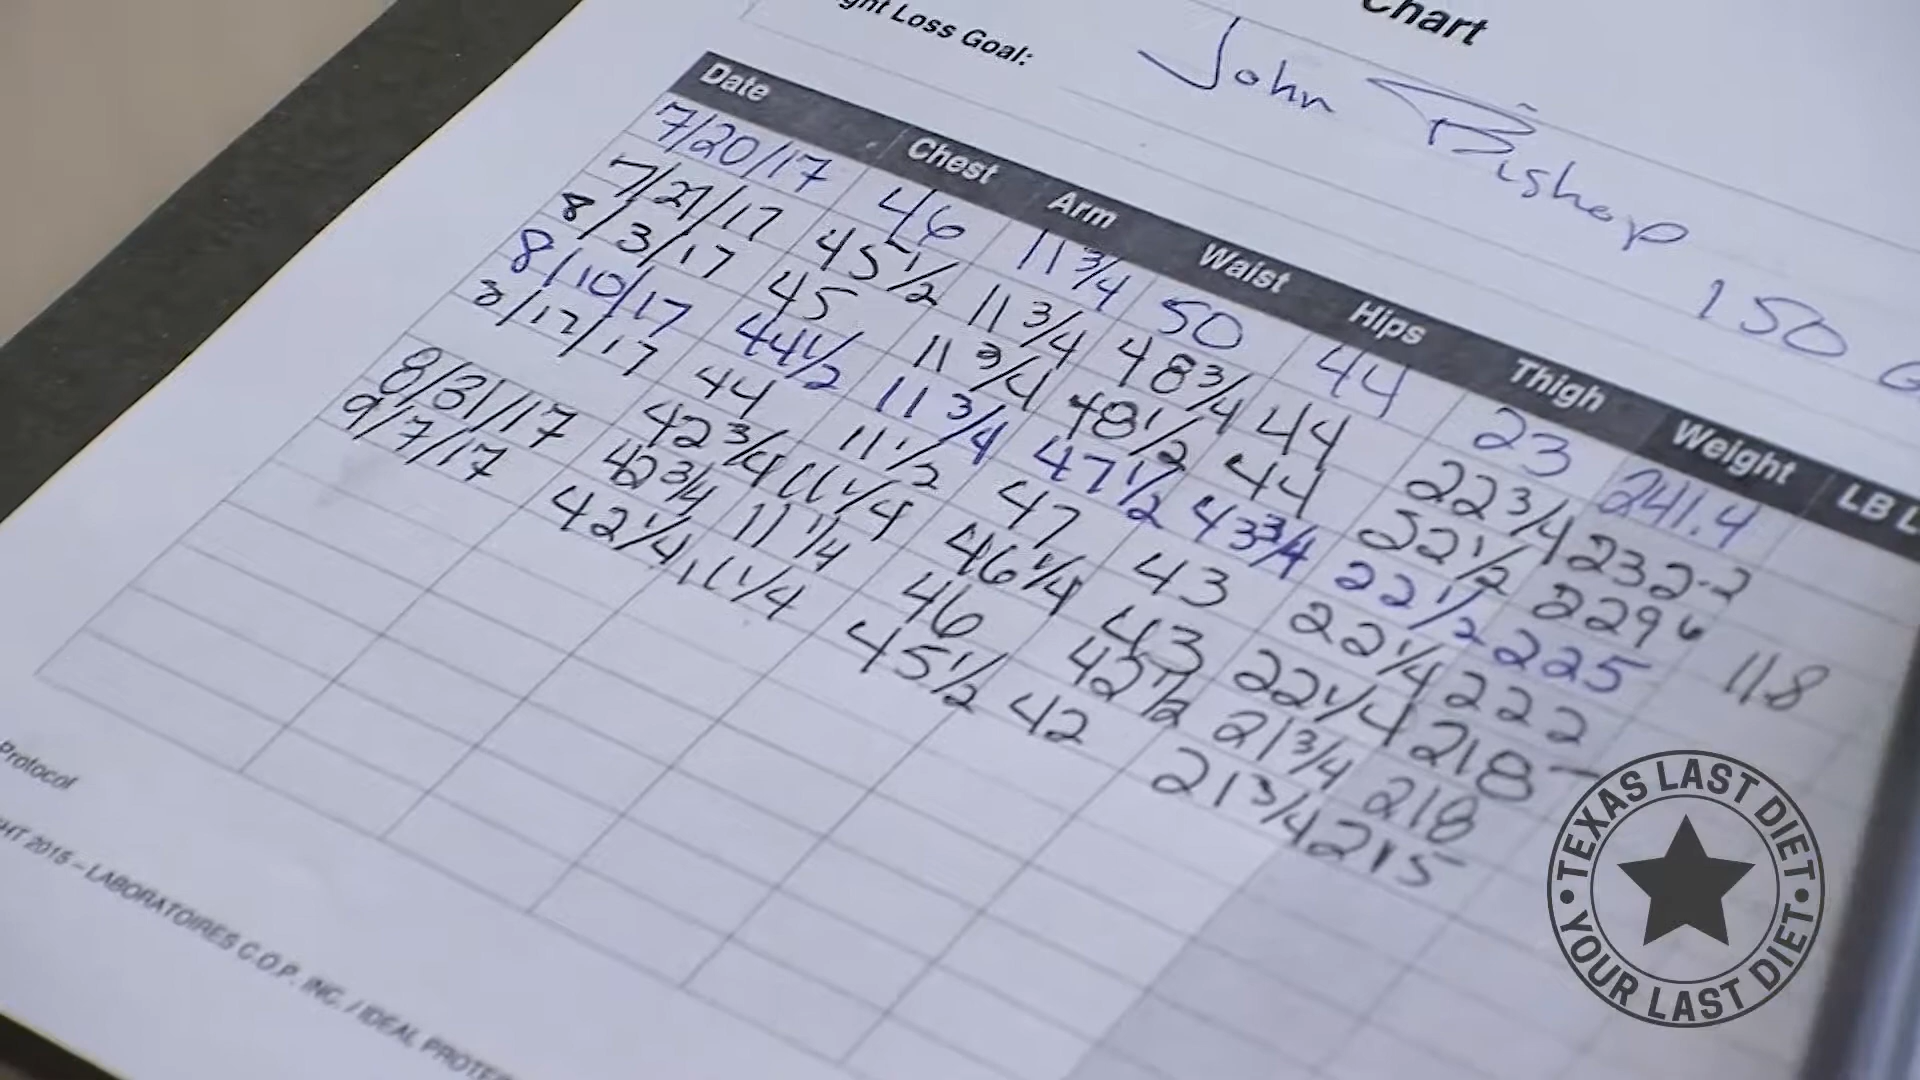 Chart
ght Loss Goal: John Bishop 150
Date Chest Arm Waist Hips Thigh Weight LB L
7/20/17 46 11 3/4 50 44 23 241.4
7/27/17 45 1/2 11 3/4 48 3/4 44 22 3/4 232.2
8/3/17 45 11 3/4 48 1/2 44 22 1/2 229.6 118
8/10/17 44 1/2 11 3/4 47 1/2 43 3/4 22 1/2 225
8/17/17 44 11 1/2 47 43 22 1/4 222
42 3/4 11 1/4 46 1/4 43 22 1/4 218 -
8/31/17 42 3/4 11 1/4 46 42 1/2 21 3/4 218
9/7/17 42 1/4 11 1/4 45 1/2 42 21 3/4 215
Protocol
GHT 2015 – LABORATOIRES C.O.P. INC. / IDEAL PROTEI
TEXAS LAST DIET
YOUR LAST DIET